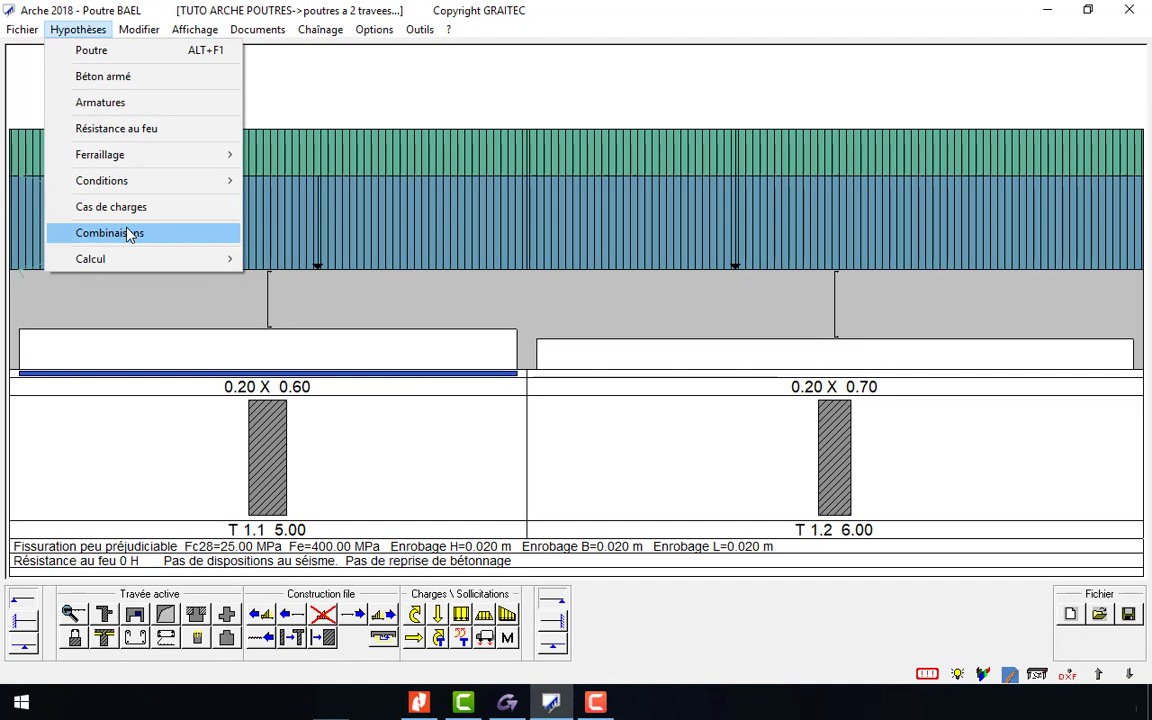 Arche 2018 - Poutre BAEL [TUTO ARCHE POUTRES->poutres a 2 travees...] Copyright GRAITEC
Fichier Hypothèses Modifier Affichage Documents Chaînage Options Outils ?
Poutre ALT+F1
Béton armé
Armatures
Résistance au feu
Ferraillage
Conditions
Cas de charges
Combinaisons
Calcul
0.20 X 0.60 0.20 X 0.70
T 1.1 5.00 T 1.2 6.00
Fissuration peu préjudiciable Fc28=25.00 MPa Fe=400.00 MPa Enrobage H=0.020 m Enrobage B=0.020 m Enrobage L=0.020 m
Résistance au feu 0 H Pas de dispositions au séisme. Pas de reprise de bétonnage
Travée active Construction file Charges \ Sollicitations Fichier
M
DXF